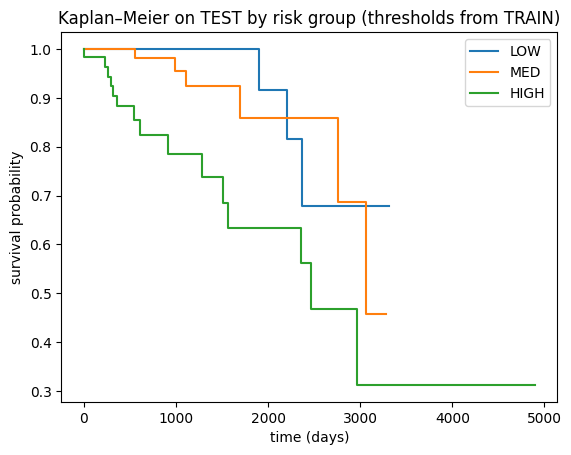 Kaplan–Meier on TEST by risk group (thresholds from TRAIN)
LOW
MED
HIGH
survival probability
1.0
0.9
0.8
0.7
0.6
0.5
0.4
0.3
0 1000 2000 3000 4000 5000
time (days)